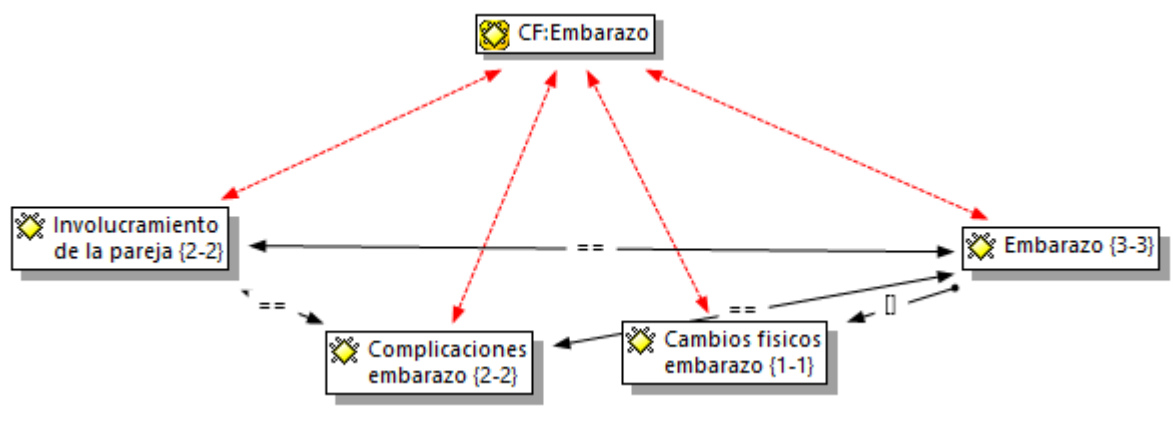 CF:Embarazo
Involucramiento
de la pareja {2-2}
==
Embarazo {3-3}
==
==
[]
Complicaciones
embarazo {2-2}
Cambios fisicos
embarazo {1-1}